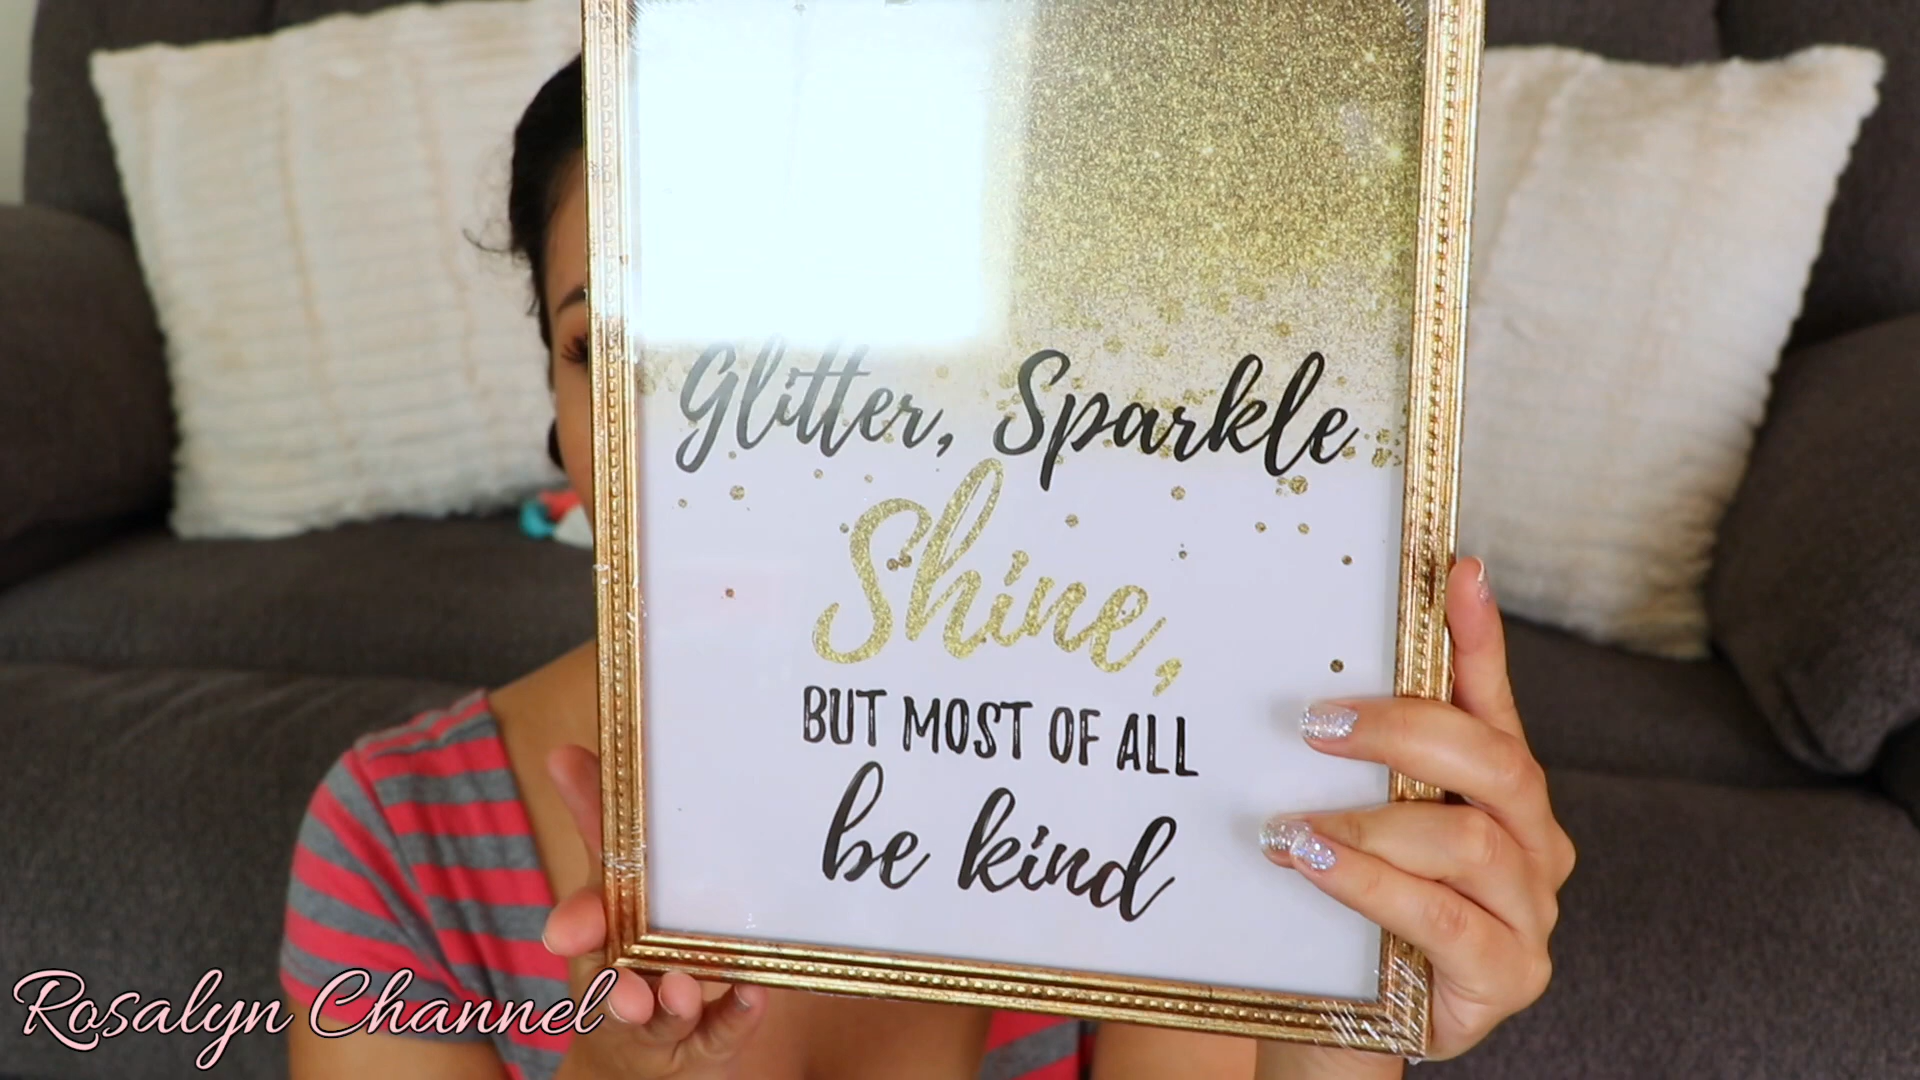 Glitter, Sparkle
Shine,
BUT MOST OF ALL
be kind
Rosalyn Channel